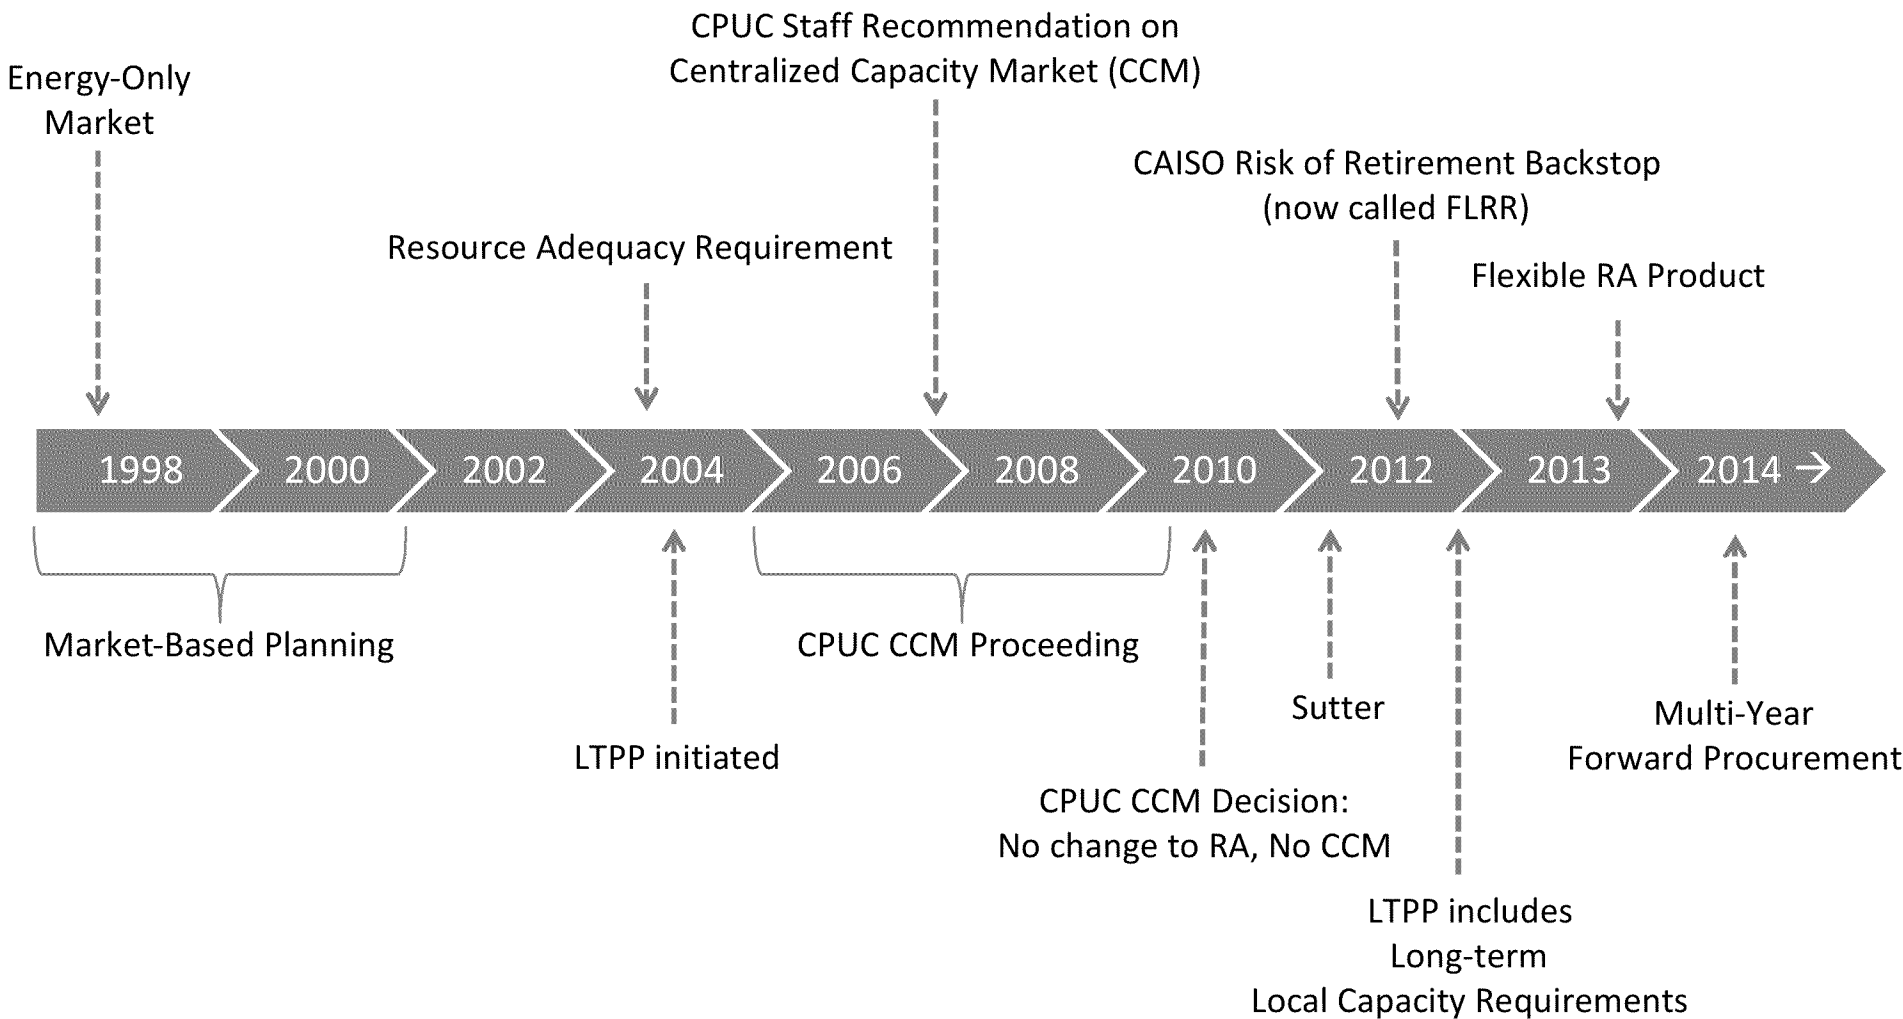 CPUC Staff Recommendation on
Centralized Capacity Market (CCM)
Energy-Only
Market
CAISO Risk of Retirement Backstop
(now called FLRR)
Resource Adequacy Requirement
Flexible RA Product
1998
2000
2002
2004
2006
2008
2010
2012
2013
2014 →
Market-Based Planning
CPUC CCM Proceeding
Sutter
Multi-Year
Forward Procurement
LTPP initiated
CPUC CCM Decision:
No change to RA, No CCM
LTPP includes
Long-term
Local Capacity Requirements